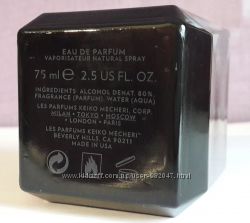 EAU DE PARFUM
VAPORISATEUR NATURAL SPRAY
75 ml ℮ 2.5 US FL. OZ.
INGREDIENTS: ALCOHOL DENAT. 80%,
FRAGRANCE (PARFUM) WATER (AQUA)
LES PARFUMS KEIKO MECHERI, CORP.
MILAN • TOKYO • MOSCOW
• LONDON • PARIS
LES PARFUMS KEIKO MECHERI
BEVERLY HILLS, CA 90211
MADE IN USA